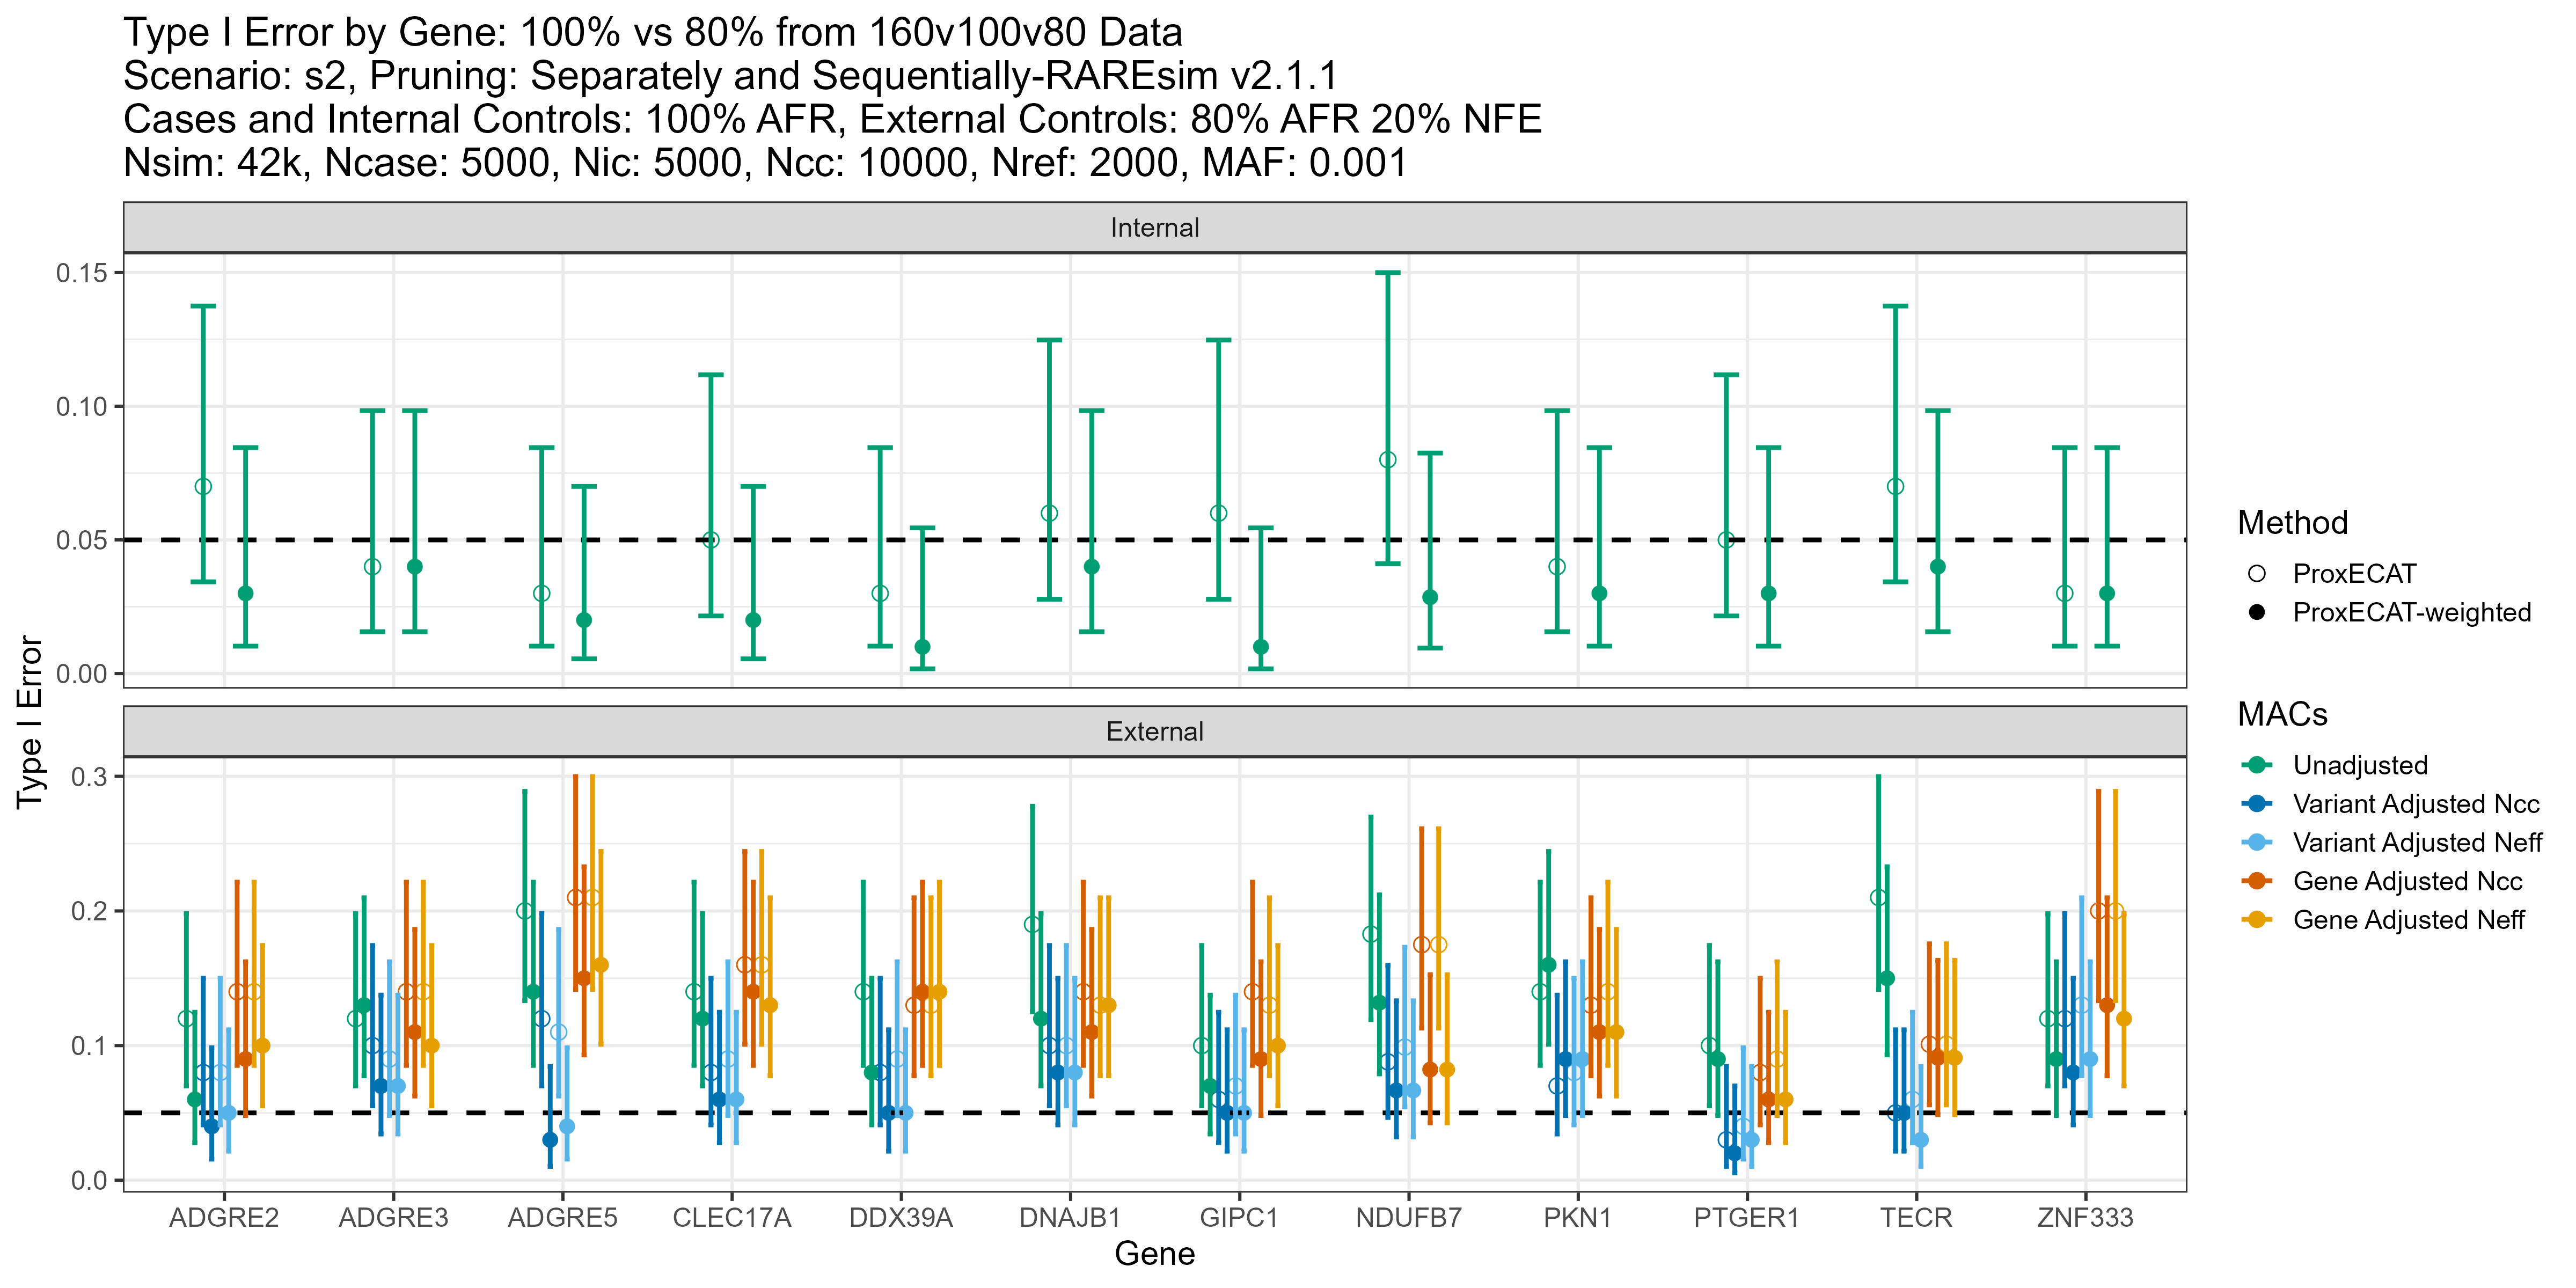 Type I Error by Gene: 100% vs 80% from 160v100v80 Data
Scenario: s2, Pruning: Separately and Sequentially-RAREsim v2.1.1
Cases and Internal Controls: 100% AFR, External Controls: 80% AFR 20% NFE
Nsim: 42k, Ncase: 5000, Nic: 5000, Ncc: 10000, Nref: 2000, MAF: 0.001
Internal
0.15
0.10
0.05
0.00
Type I Error
External
0.3
0.2
0.1
0.0
ADGRE2 ADGRE3 ADGRE5 CLEC17A DDX39A DNAJB1 GIPC1 NDUFB7 PKN1 PTGER1 TECR ZNF333
Gene
Method
ProxECAT
ProxECAT-weighted
MACs
Unadjusted
Variant Adjusted Ncc
Variant Adjusted Neff
Gene Adjusted Ncc
Gene Adjusted Neff